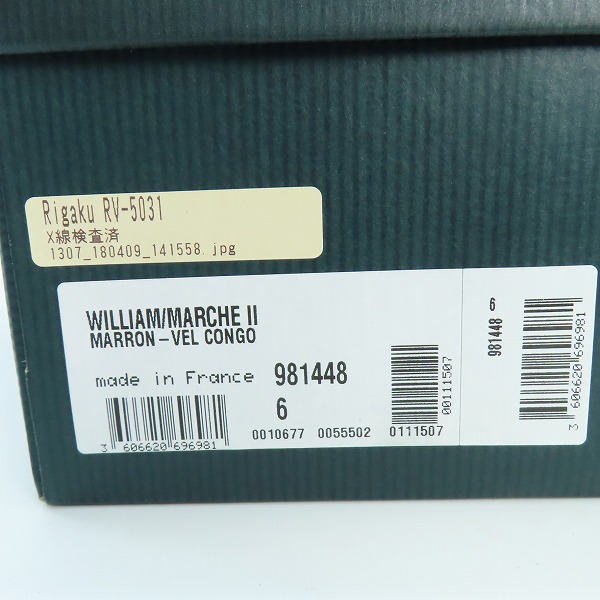 Rigaku RV-5031
X線検査済
1307_180409_141558.jpg
WILLIAM/MARCHE II
MARRON-VEL CONGO
made in France 981448
6
3 606620 696981
0010677 0055502 0111507
00111507
981448 6
3 606620 696981